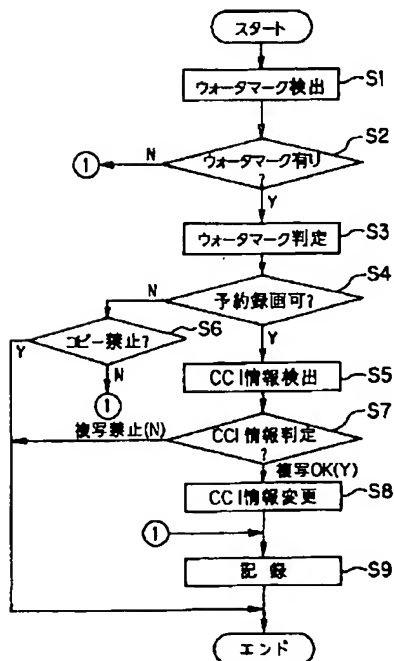 スタート
ウォータマーク検出
S1
S2
ウォータマーク有り
?
N
①
Y
S3
ウォータマーク判定
S4
予約録画可?
N
Y
S6
コピー禁止?
Y
N
①
S5
CCI情報検出
S7
CCI情報判定
?
複写禁止(N)
複写OK(Y)
CCI情報変更
S8
①
記録
S9
エンド